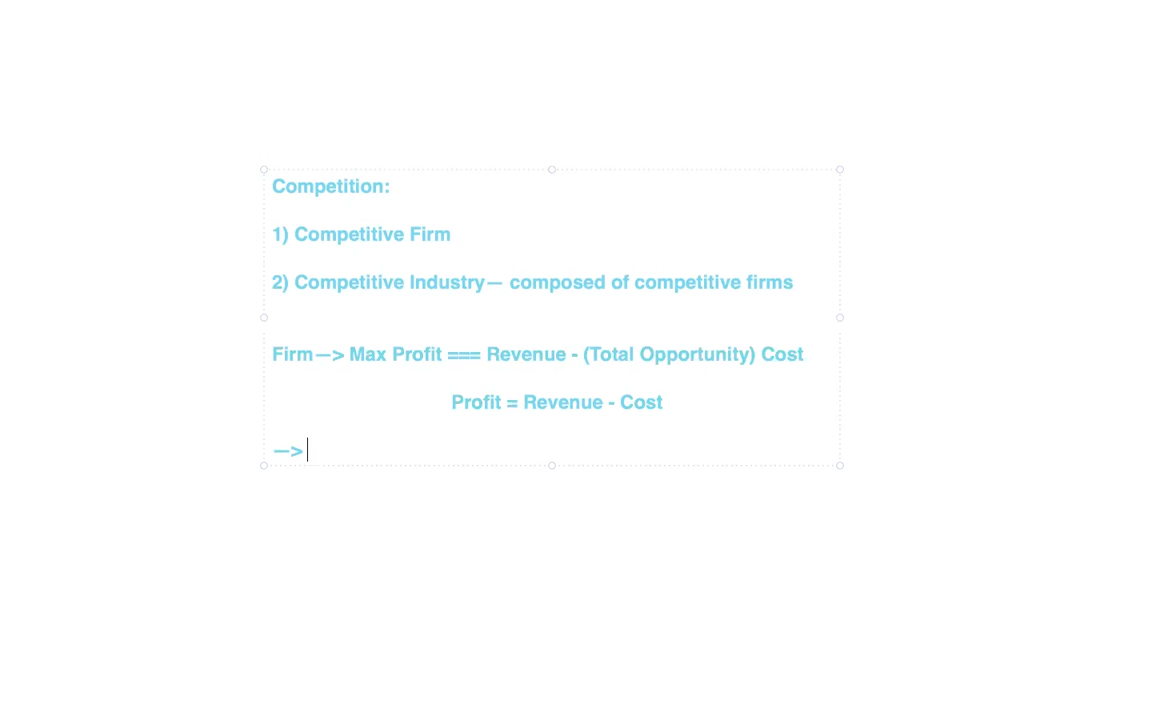 Competition:
1) Competitive Firm
2) Competitive Industry— composed of competitive firms
Firm—> Max Profit === Revenue - (Total Opportunity) Cost
Profit = Revenue - Cost
—>